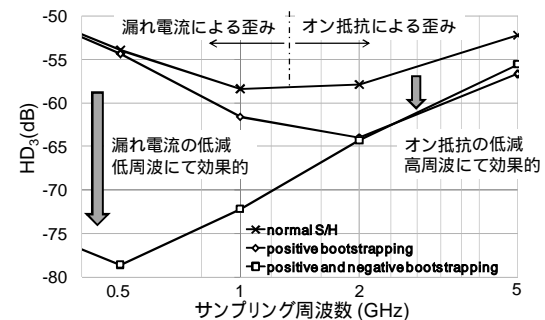 漏れ電流による歪み
オン抵抗による歪み
漏れ電流の低減
低周波にて効果的
オン抵抗の低減
高周波にて効果的
normal S/H
positive bootstrapping
positive and negative bootstrapping
HD3(dB)
-50
-55
-60
-65
-70
-75
-80
0.5
1
2
5
サンプリング周波数 (GHz)